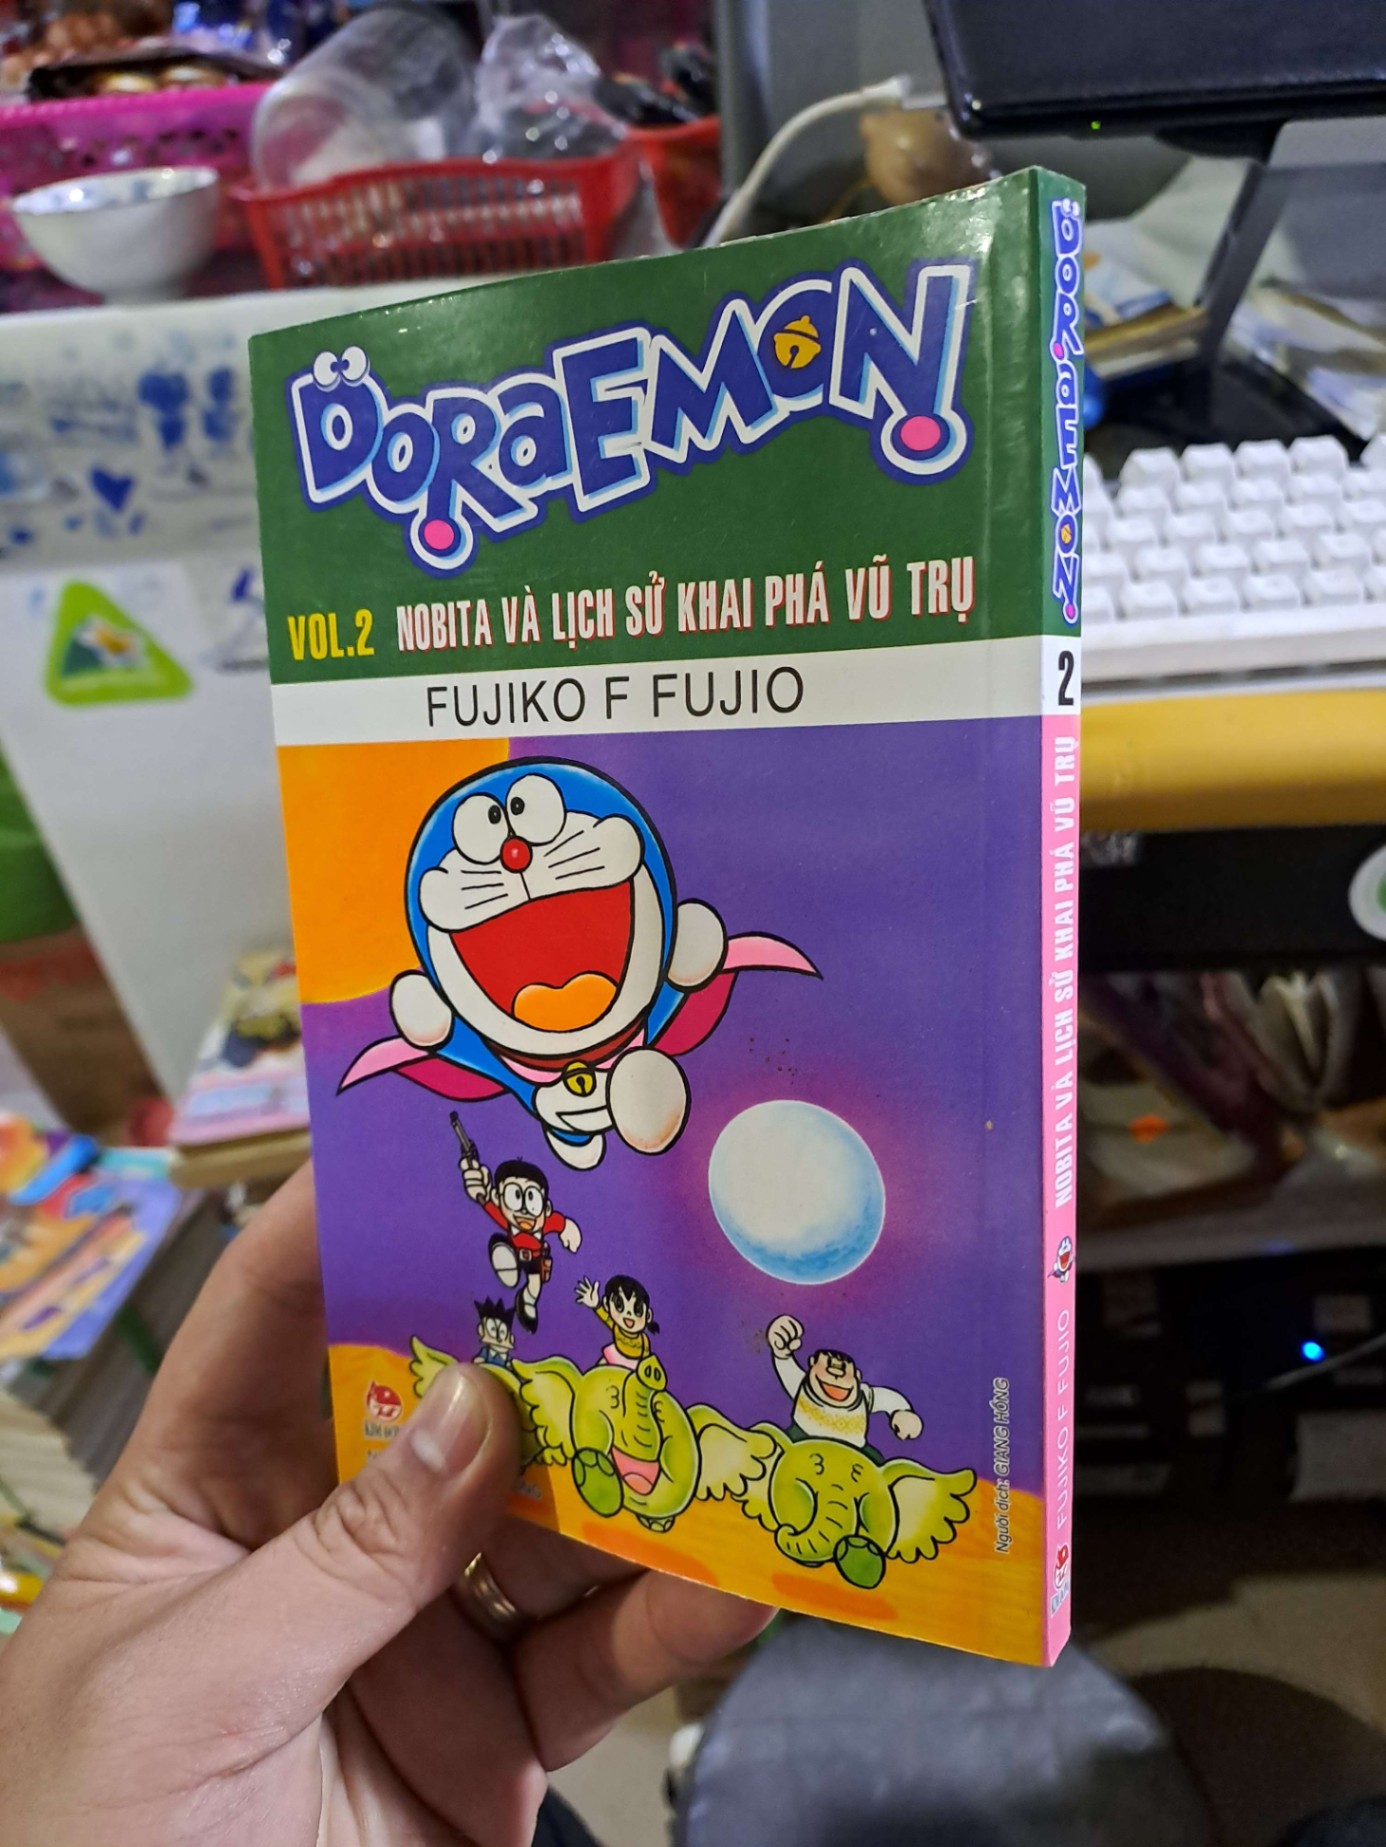 DORAEMON
VOL.2 NOBITA VÀ LỊCH SỬ KHAI PHÁ VŨ TRỤ
FUJIKO F FUJIO
Người dịch: GIANG HỒNG
DORAEMON
2
NOBITA VÀ LỊCH SỬ KHAI PHÁ VŨ TRỤ
FUJIKO F FUJIO